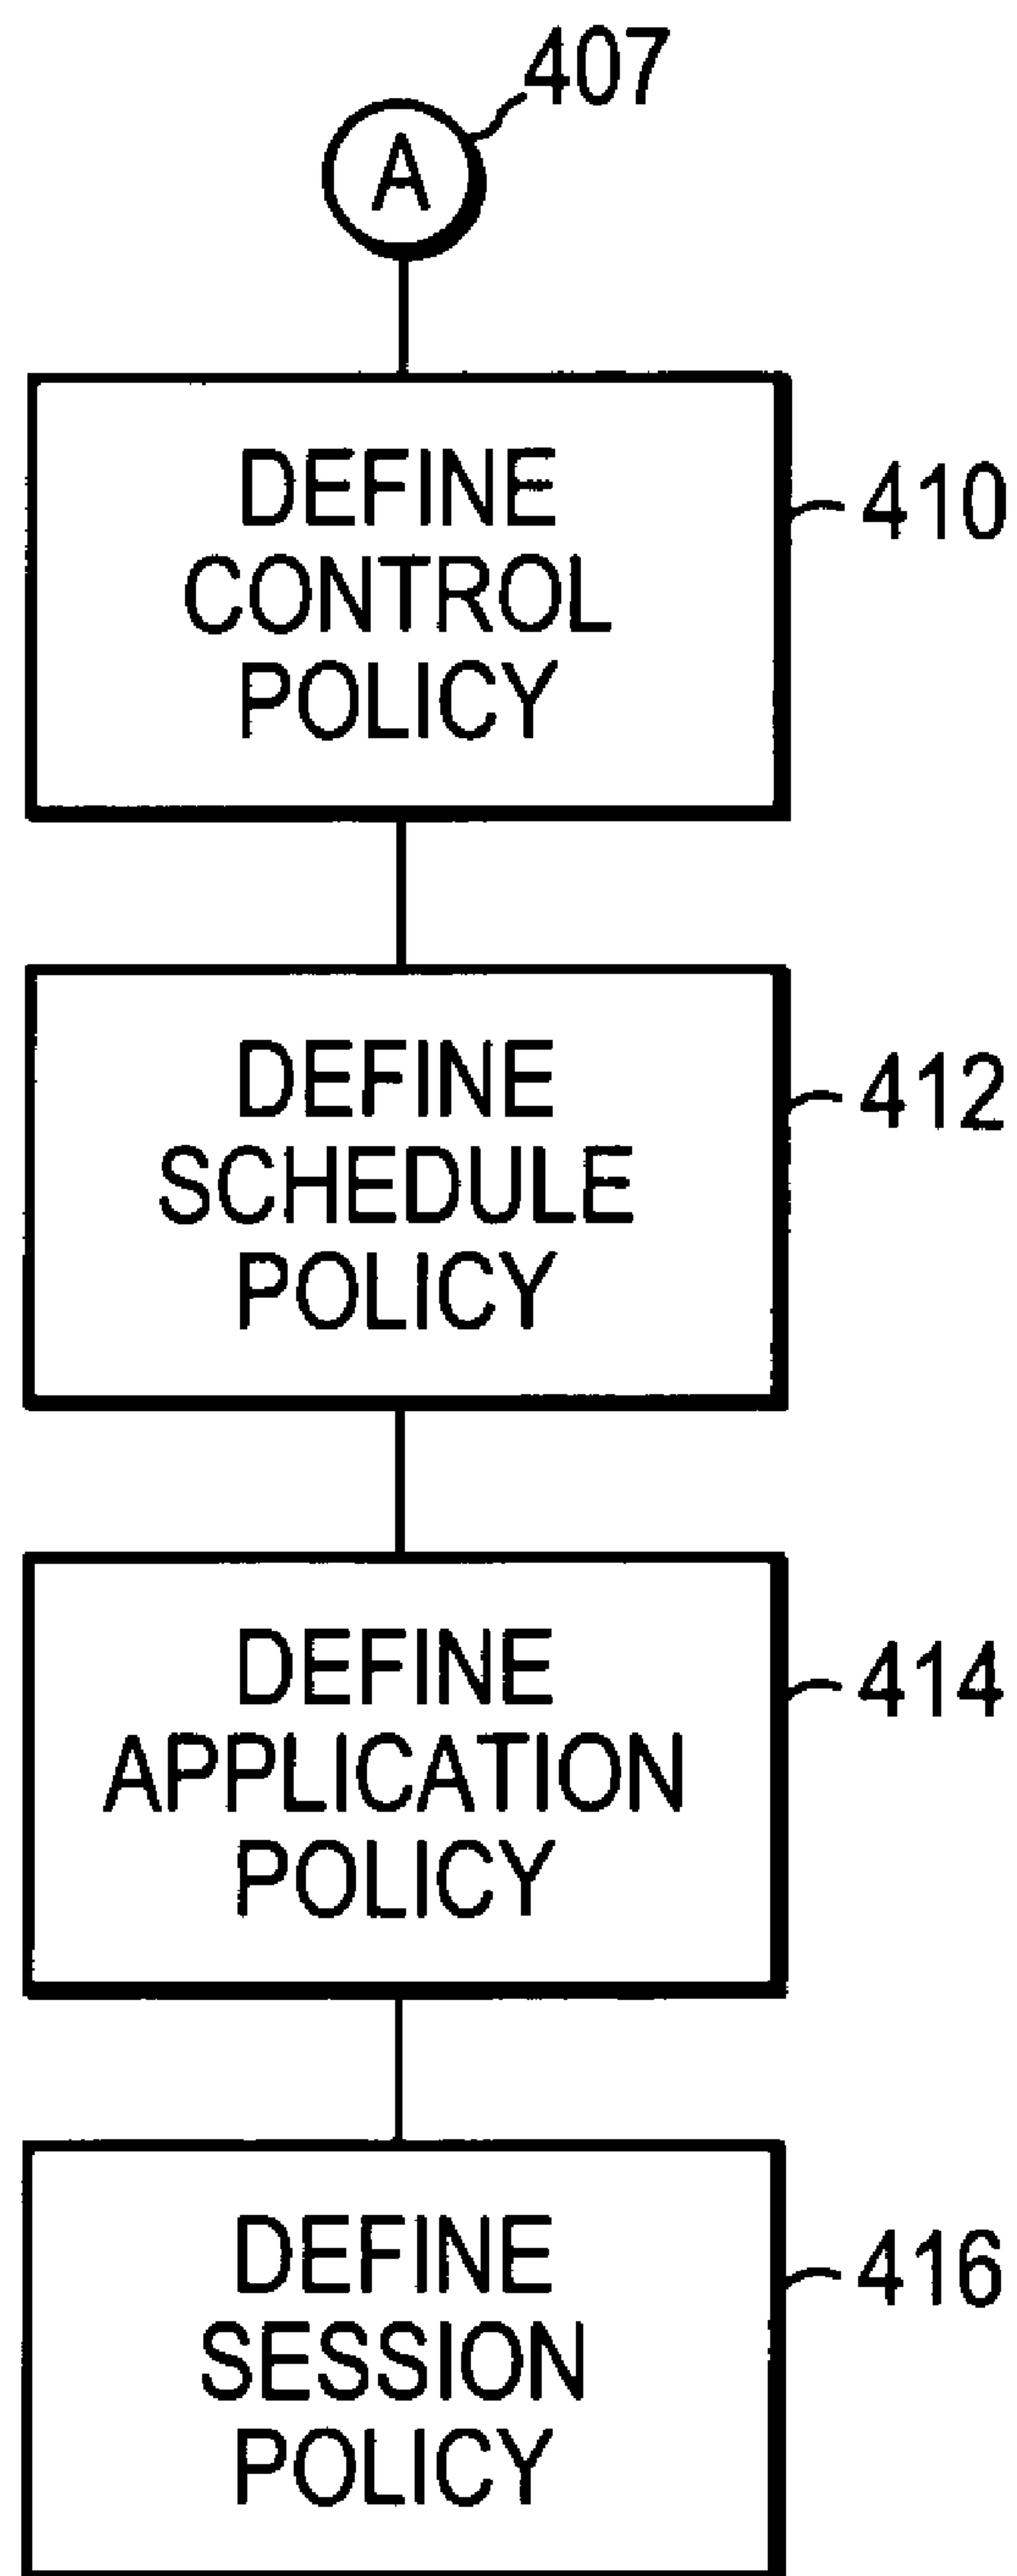 407
A
DEFINE
CONTROL
POLICY
410
DEFINE
SCHEDULE
POLICY
412
DEFINE
APPLICATION
POLICY
414
DEFINE
SESSION
POLICY
416